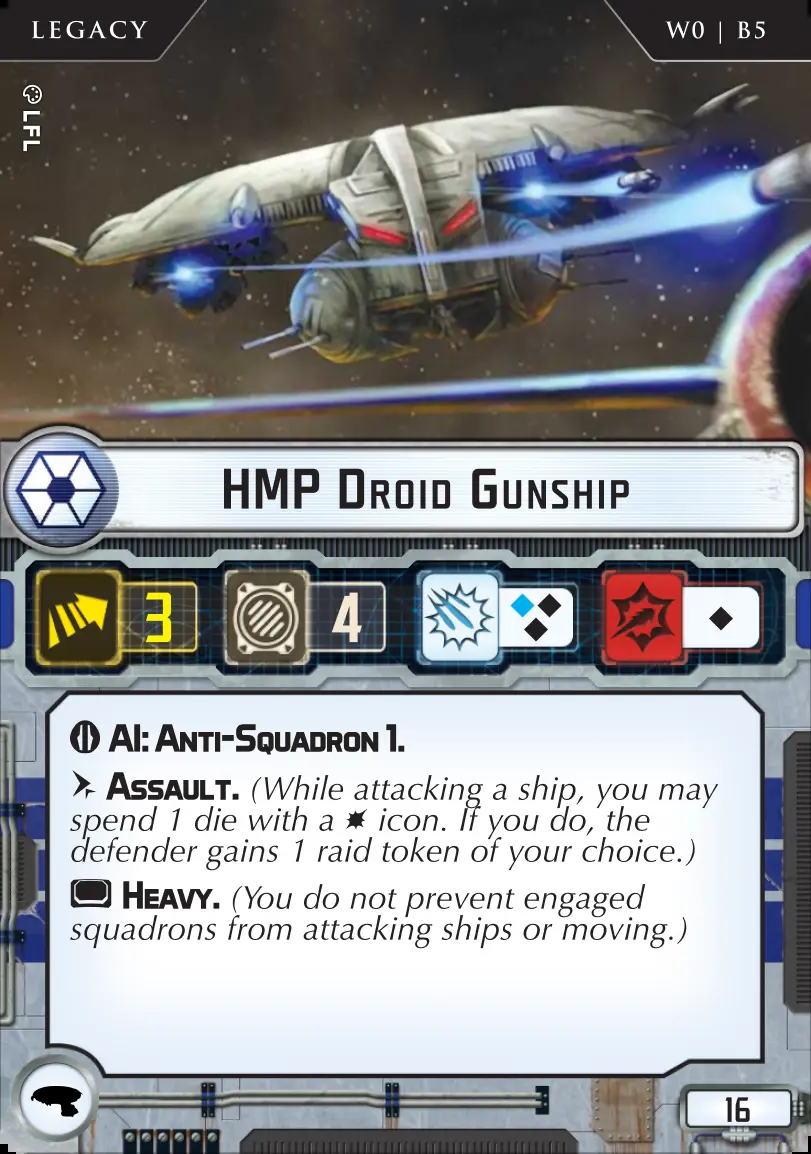 LEGACY
W0 | B5
LFL
HMP DROID GUNSHIP
3
4
AI: ANTI-SQUADRON 1.
ASSAULT. (While attacking a ship, you may
spend 1 die with a icon. If you do, the
defender gains 1 raid token of your choice.)
HEAVY. (You do not prevent engaged
squadrons from attacking ships or moving.)
16